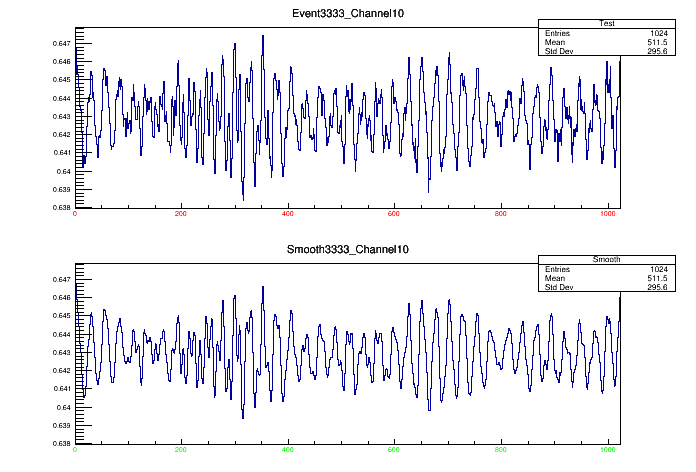 Event3333_Channel10
Test
Entries 1024
Mean 511.5
Std Dev 295.6
0.647
0.646
0.645
0.644
0.643
0.642
0.641
0.64
0.639
0.638
0 200 400 600 800 1000
Smooth3333_Channel10
Smooth
Entries 1024
Mean 511.5
Std Dev 295.6
0.647
0.646
0.645
0.644
0.643
0.642
0.641
0.64
0.639
0.638
0 200 400 600 800 1000